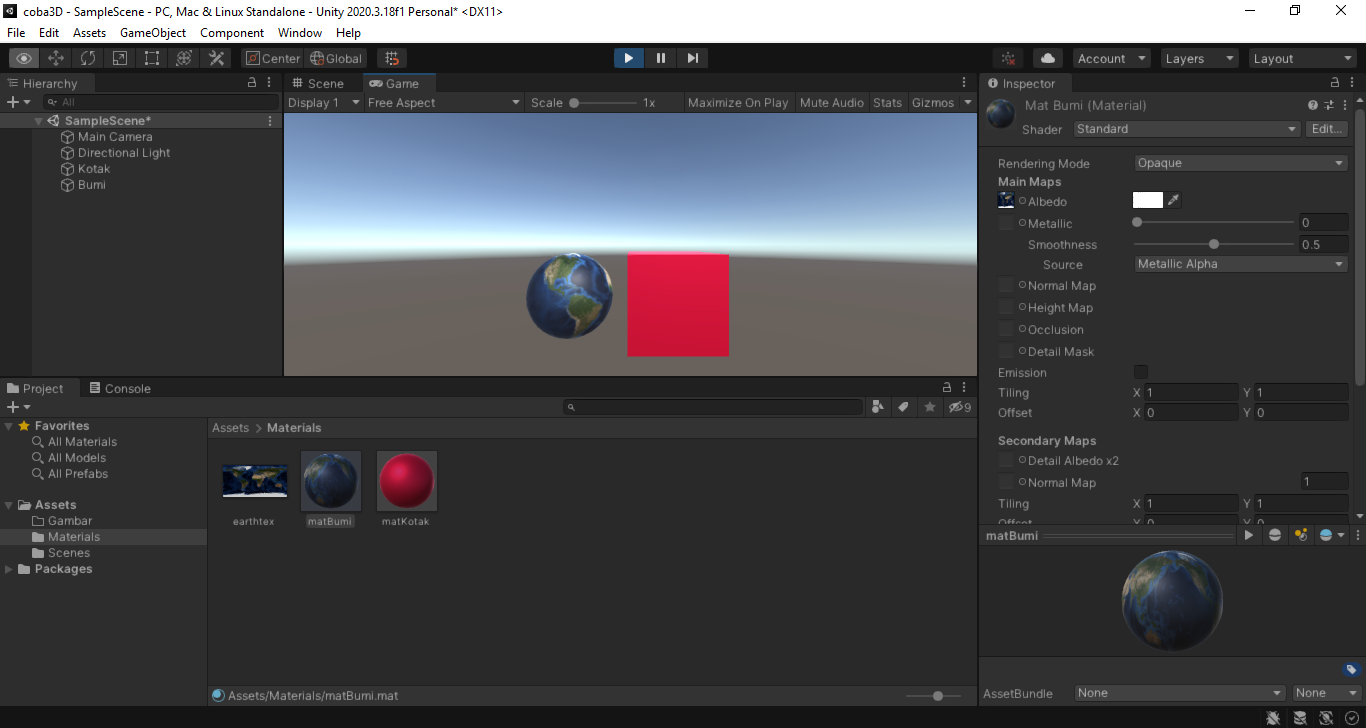 coba3D - SampleScene - PC, Mac & Linux Standalone - Unity 2020.3.18f1 Personal* <DX11>
File Edit Assets GameObject Component Window Help
Center Global Account Layers Layout
Hierarchy
All
SampleScene*
Main Camera
Directional Light
Kotak
Bumi
Scene Game
Display 1 Free Aspect Scale 1x Maximize On Play Mute Audio Stats Gizmos
Inspector
Mat Bumi (Material)
Shader Standard Edit...
Rendering Mode Opaque
Main Maps
Albedo
Metallic 0
Smoothness 0.5
Source Metallic Alpha
Normal Map
Height Map
Occlusion
Detail Mask
Emission
Tiling X 1 Y 1
Offset X 0 Y 0
Secondary Maps
Detail Albedo x2
Normal Map 1
Tiling X 1 Y 1
Offset X 0 Y 0
matBumi
AssetBundle None None
Project Console
9
Favorites
All Materials
All Models
All Prefabs
Assets
Gambar
Materials
Scenes
Packages
Assets > Materials
earthtex matBumi matKotak
Assets/Materials/matBumi.mat